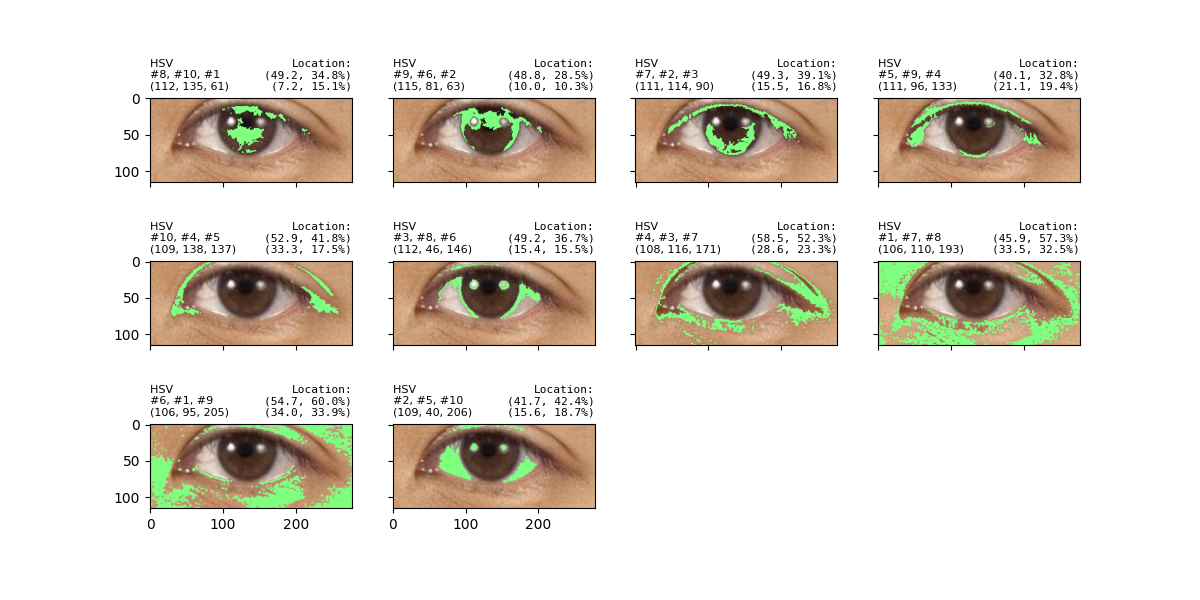 HSV Location:
#8, #10, #1 (49.2, 34.8%)
(112, 135, 61) (7.2, 15.1%)
HSV Location:
#9, #6, #2 (48.8, 28.5%)
(115, 81, 63) (10.0, 10.3%)
HSV Location:
#7, #2, #3 (49.3, 39.1%)
(111, 114, 90) (15.5, 16.8%)
HSV Location:
#5, #9, #4 (40.1, 32.8%)
(111, 96, 133) (21.1, 19.4%)
0
50
100
HSV Location:
#10, #4, #5 (52.9, 41.8%)
(109, 138, 137) (33.3, 17.5%)
HSV Location:
#3, #8, #6 (49.2, 36.7%)
(112, 46, 146) (15.4, 15.5%)
HSV Location:
#4, #3, #7 (58.5, 52.3%)
(108, 116, 171) (28.6, 23.3%)
HSV Location:
#1, #7, #8 (45.9, 57.3%)
(106, 110, 193) (33.5, 32.5%)
0
50
100
HSV Location:
#6, #1, #9 (54.7, 60.0%)
(106, 95, 205) (34.0, 33.9%)
HSV Location:
#2, #5, #10 (41.7, 42.4%)
(109, 40, 206) (15.6, 18.7%)
0
50
100
0 100 200
0 100 200